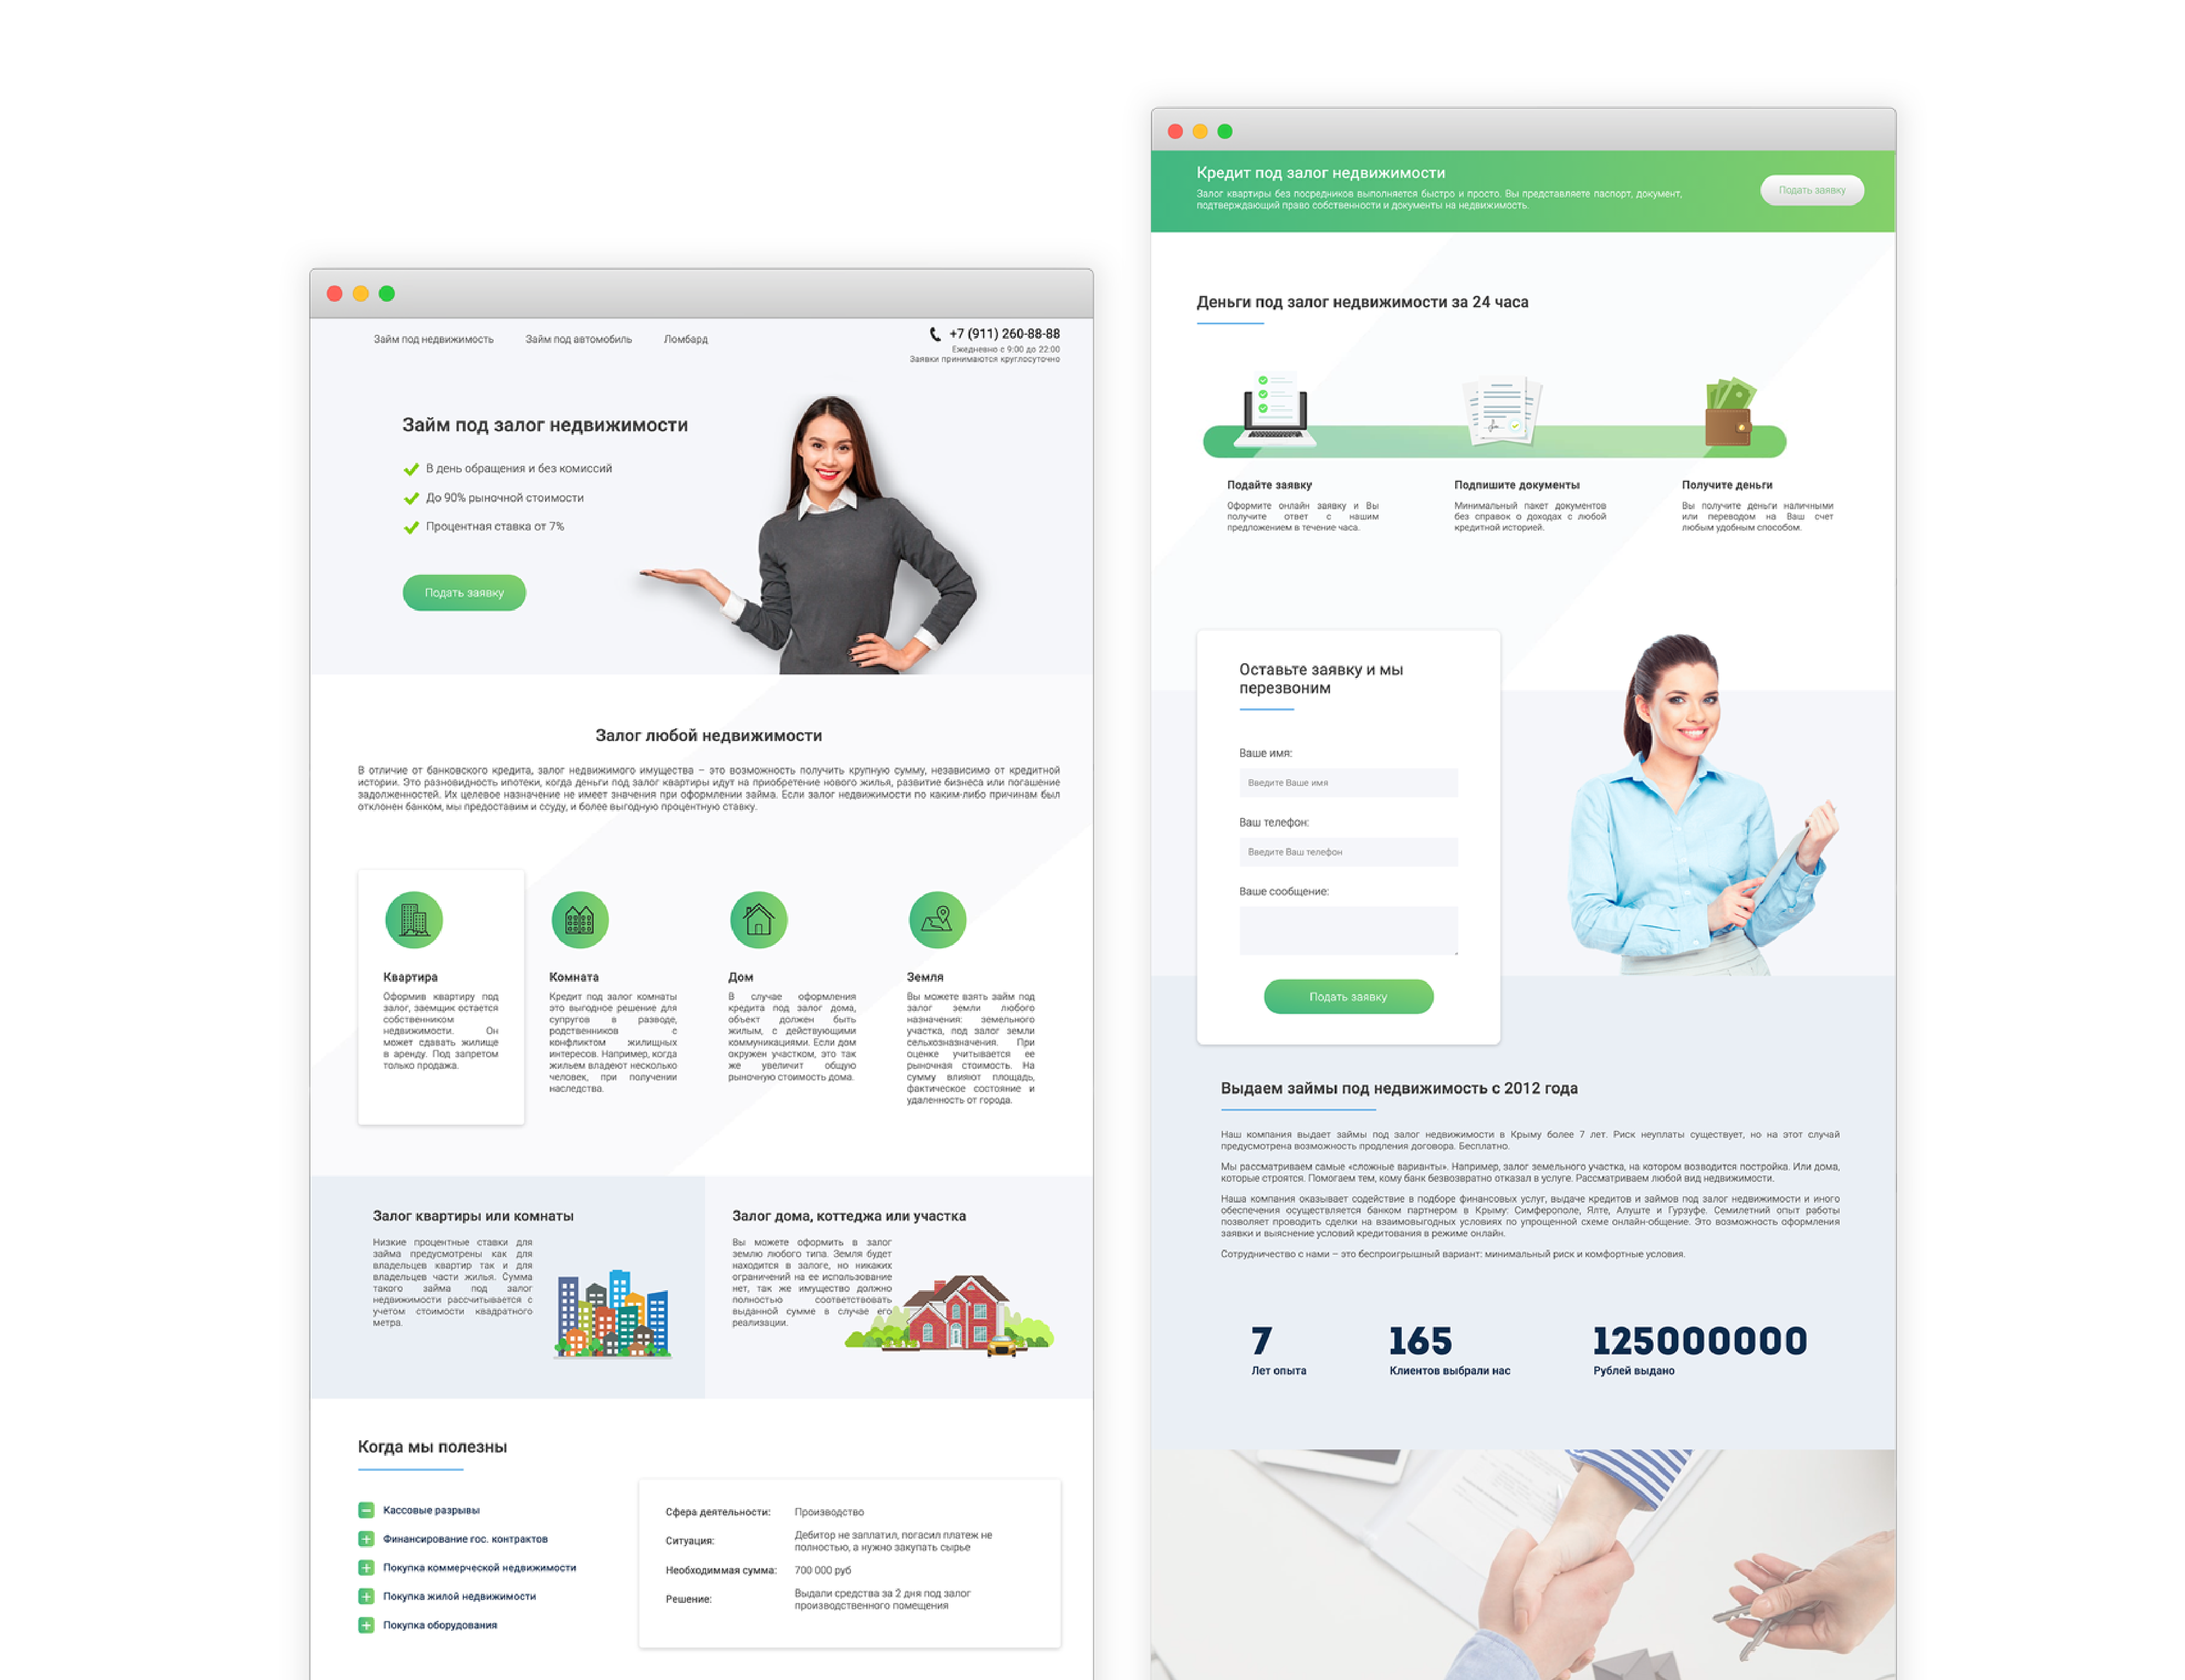 Займ под недвижимость
Займ под автомобиль
Ломбард
+7 (911) 260-88-88
Ежедневно с 9:00 до 22:00
Заявки принимаются круглосуточно
Займ под залог недвижимости
В день обращения и без комиссий
До 90% рыночной стоимости
Процентная ставка от 7%
Подать заявку
Залог любой недвижимости
В отличие от банковского кредита, залог недвижимого имущества – это возможность получить крупную сумму, независимо от кредитной
истории. Это разновидность ипотеки, когда деньги под залог квартиры идут на приобретение нового жилья, развитие бизнеса или погашение
задолженностей. Их целевое назначение не имеет значения при оформлении займа. Если залог недвижимости по каким-либо причинам был
отклонен банком, мы предоставим и ссуду, и более выгодную процентную ставку.
Квартира
Оформив квартиру под
залог, заемщик остается
собственником
недвижимости. Он
может сдавать жилище
в аренду. Под запретом
только продажа.
Комната
Кредит под залог комнаты
это выгодное решение для
супругов в разводе,
родственников с
конфликтом жилищных
интересов. Например, когда
жильем владеют несколько
человек, при получении
наследства.
Дом
В случае оформления
кредита под залог дома,
объект должен быть
жилым, с действующими
коммуникациями. Если дом
окружен участком, это так
же увеличит общую
рыночную стоимость дома.
Земля
Вы можете взять займ под
залог земли любого
назначения: земельного
участка, под залог земли
сельхозназначения. При
оценке учитывается ее
рыночная стоимость. На
сумму влияют площадь,
фактическое состояние и
удаленность от города.
Залог квартиры или комнаты
Низкие процентные ставки для
займа предусмотрены как для
владельцев квартир так и для
владельцев части жилья. Сумма
такого займа под залог
недвижимости рассчитывается с
учетом стоимости квадратного
метра.
Залог дома, коттеджа или участка
Вы можете оформить в залог
землю любого типа. Земля будет
находится в залоге, но никаких
ограничений на ее использование
нет, так же имущество должно
полностью соответствовать
выданной сумме в случае его
реализации.
Когда мы полезны
Кассовые разрывы
Финансирование гос. контрактов
Покупка коммерческой недвижимости
Покупка жилой недвижимости
Покупка оборудования
Сфера деятельности: Производство
Ситуация: Дебитор не заплатил, погасил платеж не
полностью, а нужно закупать сырье
Необходиммая сумма: 700 000 руб
Решение: Выдали средства за 2 дня под залог
производственного помещения
Кредит под залог недвижимости
Залог квартиры без посредников выполняется быстро и просто. Вы представляете паспорт, документ,
подтверждающий право собственности и документы на недвижимость.
Подать заявку
Деньги под залог недвижимости за 24 часа
Подайте заявку
Оформите онлайн заявку и Вы
получите ответ с нашим
предложением в течение часа.
Подпишите документы
Минимальный пакет документов
без справок о доходах с любой
кредитной историей.
Получите деньги
Вы получите деньги наличными
или переводом на Ваш счет
любым удобным способом.
Оставьте заявку и мы
перезвоним
Ваше имя:
Введите Ваше имя
Ваш телефон:
Введите Ваш телефон
Ваше сообщение:
Подать заявку
Выдаем займы под недвижимость с 2012 года
Наш компания выдает займы под залог недвижимости в Крыму более 7 лет. Риск неуплаты существует, но на этот случай
предусмотрена возможность продления договора. Бесплатно.
Мы рассматриваем самые «сложные варианты». Например, залог земельного участка, на котором возводится постройка. Или дома,
которые строятся. Помогаем тем, кому банк безвозвратно отказал в услуге. Рассматриваем любой вид недвижимости.
Наша компания оказывает содействие в подборе финансовых услуг, выдаче кредитов и займов под залог недвижимости и иного
обеспечения осуществляется банком партнером в Крыму: Симферополе, Ялте, Алуште и Гурзуфе. Семилетний опыт работы
позволяет проводить сделки на взаимовыгодных условиях по упрощенной схеме онлайн-общение. Это возможность оформления
заявки и выяснение условий кредитования в режиме онлайн.
Сотрудничество с нами – это беспроигрышный вариант: минимальный риск и комфортные условия.
7
Лет опыта
165
Клиентов выбрали нас
125000000
Рублей выдано